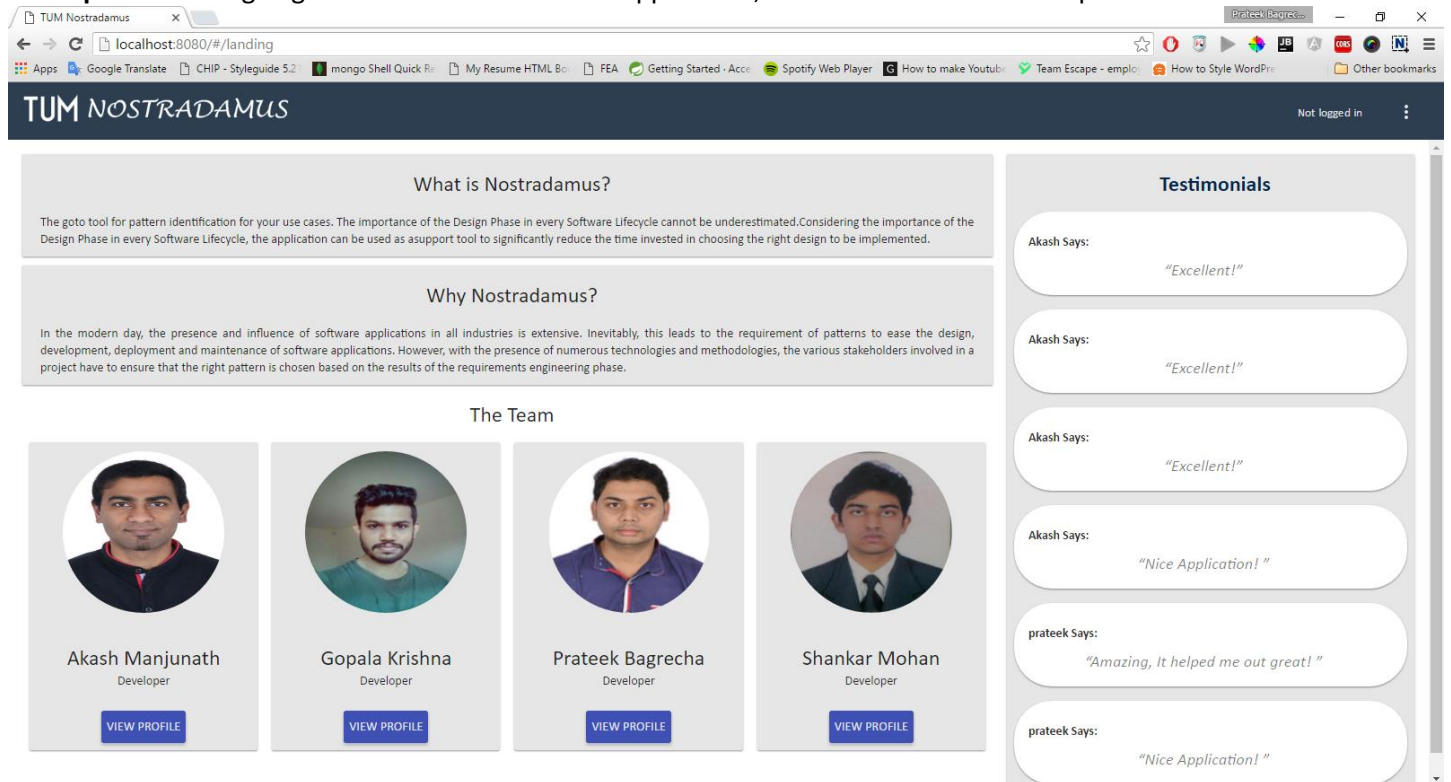 TUM Nostradamus
Prateek Bagrec...
localhost:8080/#/landing
Apps Google Translate CHIP - Styleguide 5.2 mongo Shell Quick Re My Resume HTML Bo FEA Getting Started · Acce Spotify Web Player How to make Youtub Team Escape - employ How to Style WordPre Other bookmarks
TUM NOSTRADAMUS
Not logged in
What is Nostradamus?
The goto tool for pattern identification for your use cases. The importance of the Design Phase in every Software Lifecycle cannot be underestimated.Considering the importance of the
Design Phase in every Software Lifecycle, the application can be used as asupport tool to significantly reduce the time invested in choosing the right design to be implemented.
Why Nostradamus?
In the modern day, the presence and influence of software applications in all industries is extensive. Inevitably, this leads to the requirement of patterns to ease the design,
development, deployment and maintenance of software applications. However, with the presence of numerous technologies and methodologies, the various stakeholders involved in a
project have to ensure that the right pattern is chosen based on the results of the requirements engineering phase.
The Team
Akash Manjunath
Developer
VIEW PROFILE
Gopala Krishna
Developer
VIEW PROFILE
Prateek Bagrecha
Developer
VIEW PROFILE
Shankar Mohan
Developer
VIEW PROFILE
Testimonials
Akash Says:
“Excellent!”
Akash Says:
“Excellent!”
Akash Says:
“Excellent!”
Akash Says:
“Nice Application! ”
prateek Says:
“Amazing, It helped me out great! ”
prateek Says:
“Nice Application! ”